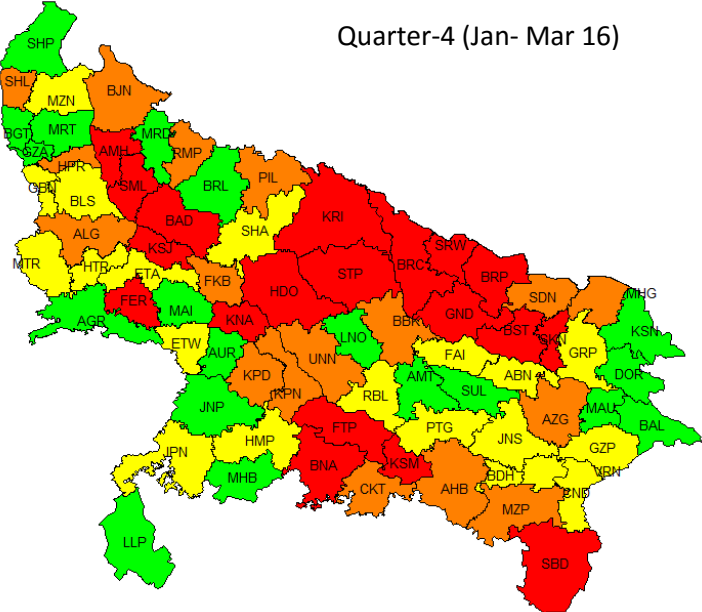 Quarter-4 (Jan- Mar 16)
SHP
SHL
MZN
BJN
BGT
MRT
MRD
GZA
HPR
AMH
RMP
GBN
BLS
SML
BRL
PIL
BAD
SHA
KRI
ALG
KSJ
MTR
HTR
ETA
FKB
HDO
STP
BRC
SRW
BRP
SDN
MHG
FER
MAI
KNA
GND
BST
SKN
KSN
AGR
ETW
AUR
LNO
BBK
GRP
UNN
FAI
ABN
DOR
KPD
KPN
RBL
AMT
SUL
MAU
AZG
BAL
JNP
FTP
PTG
JNS
GZP
HMP
JPN
BNA
KSM
BDH
VRN
MHB
CKT
AHB
CND
MZP
LLP
SBD